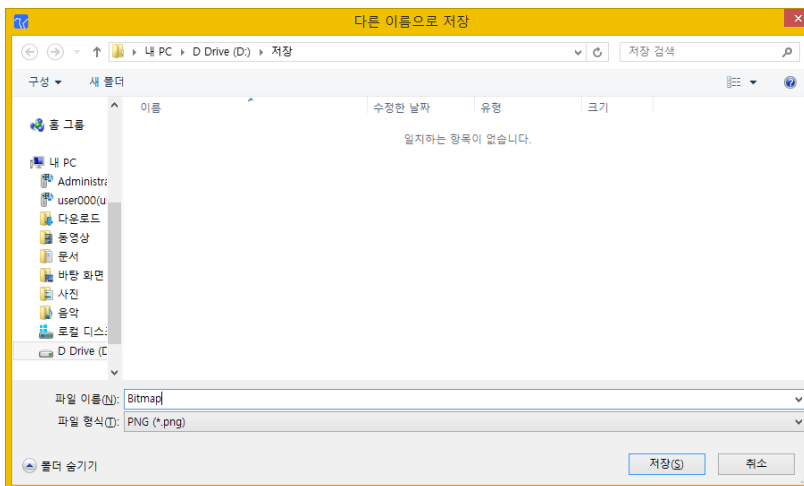 다른 이름으로 저장
내 PC D Drive (D:) 저장 저장 검색
구성 새 폴더
이름 수정한 날짜 유형 크기
일치하는 항목이 없습니다.
홈 그룹
내 PC
Administra
user000(u
다운로드
동영상
문서
바탕 화면
사진
음악
로컬 디스
D Drive (D
파일 이름(N): Bitmap
파일 형식(T): PNG (*.png)
폴더 숨기기 저장(S) 취소